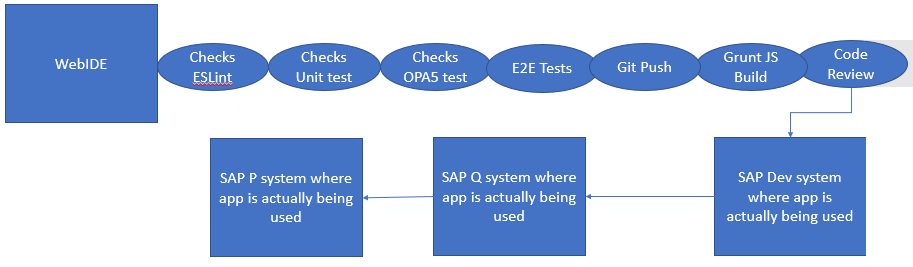 WebIDE
Checks
ESLint
Checks
Unit test
Checks
OPA5 test
E2E Tests
Git Push
Grunt JS
Build
Code
Review
SAP P system where
app is actually being
used
SAP Q system where
app is actually being
used
SAP Dev system
where app is
actually being used